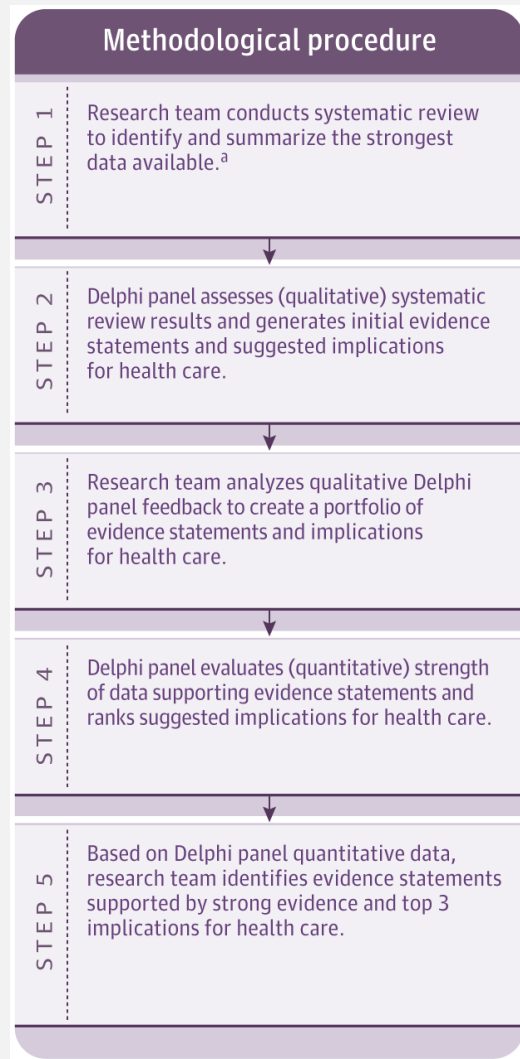 Methodological procedure
STEP 1
Research team conducts systematic review
to identify and summarize the strongest
data available.a
STEP 2
Delphi panel assesses (qualitative) systematic
review results and generates initial evidence
statements and suggested implications
for health care.
STEP 3
Research team analyzes qualitative Delphi
panel feedback to create a portfolio of
evidence statements and implications
for health care.
STEP 4
Delphi panel evaluates (quantitative) strength
of data supporting evidence statements and
ranks suggested implications for health care.
STEP 5
Based on Delphi panel quantitative data,
research team identifies evidence statements
supported by strong evidence and top 3
implications for health care.